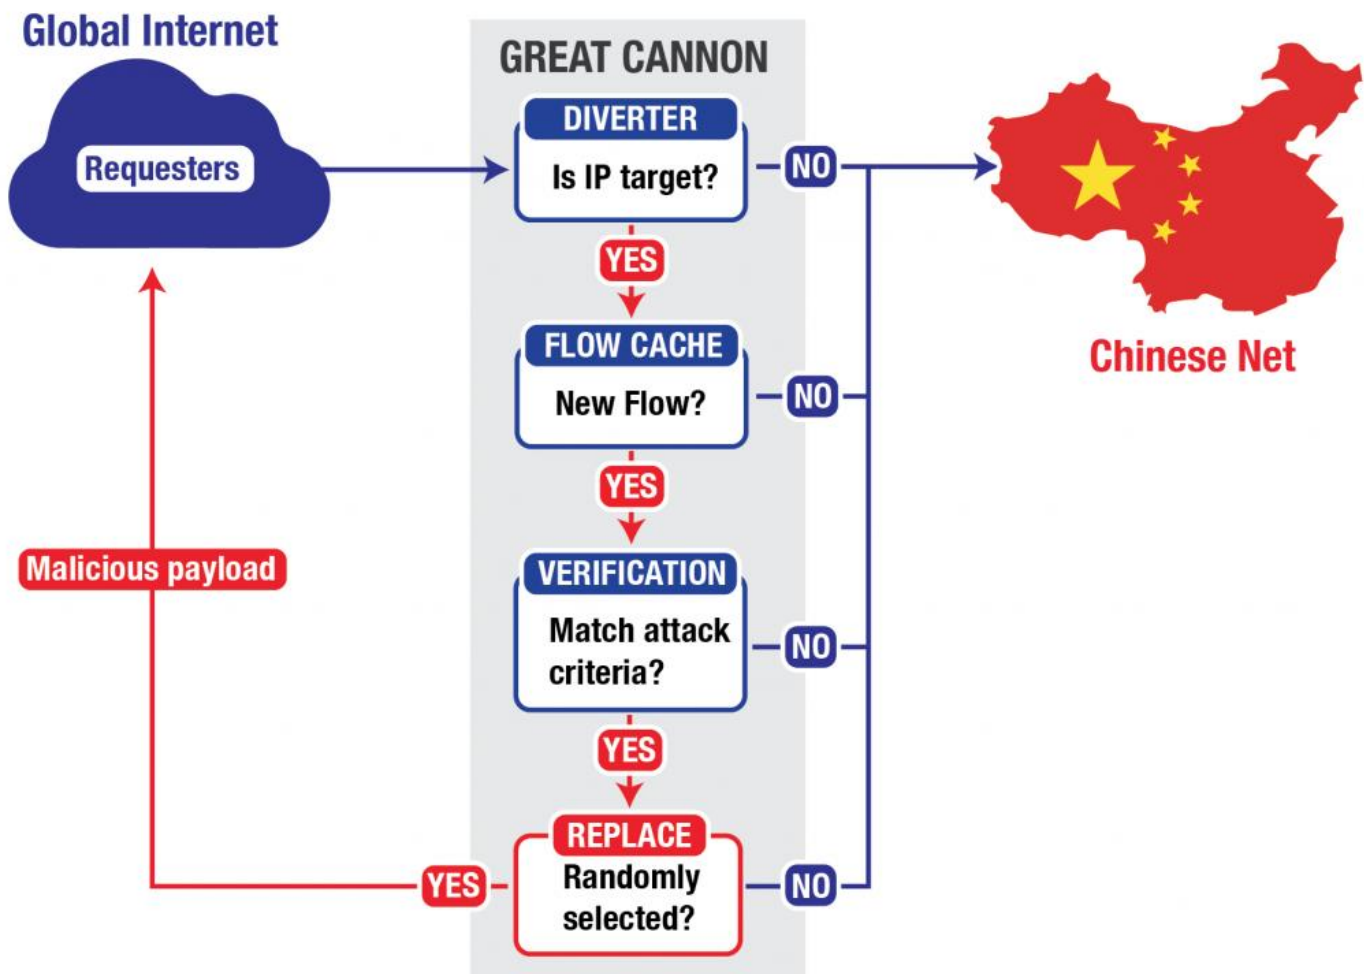 Global Internet
GREAT CANNON
DIVERTER
Requesters
Is IP target?
NO
YES
FLOW CACHE
New Flow?
NO
Chinese Net
YES
Malicious payload
VERIFICATION
Match attack
criteria?
NO
YES
REPLACE
Randomly
selected?
YES
NO